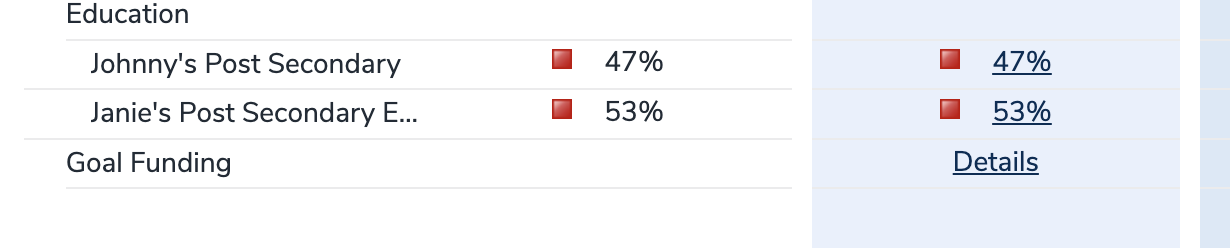 Education
Johnny's Post Secondary 47% 47%
Janie's Post Secondary E... 53% 53%
Goal Funding Details